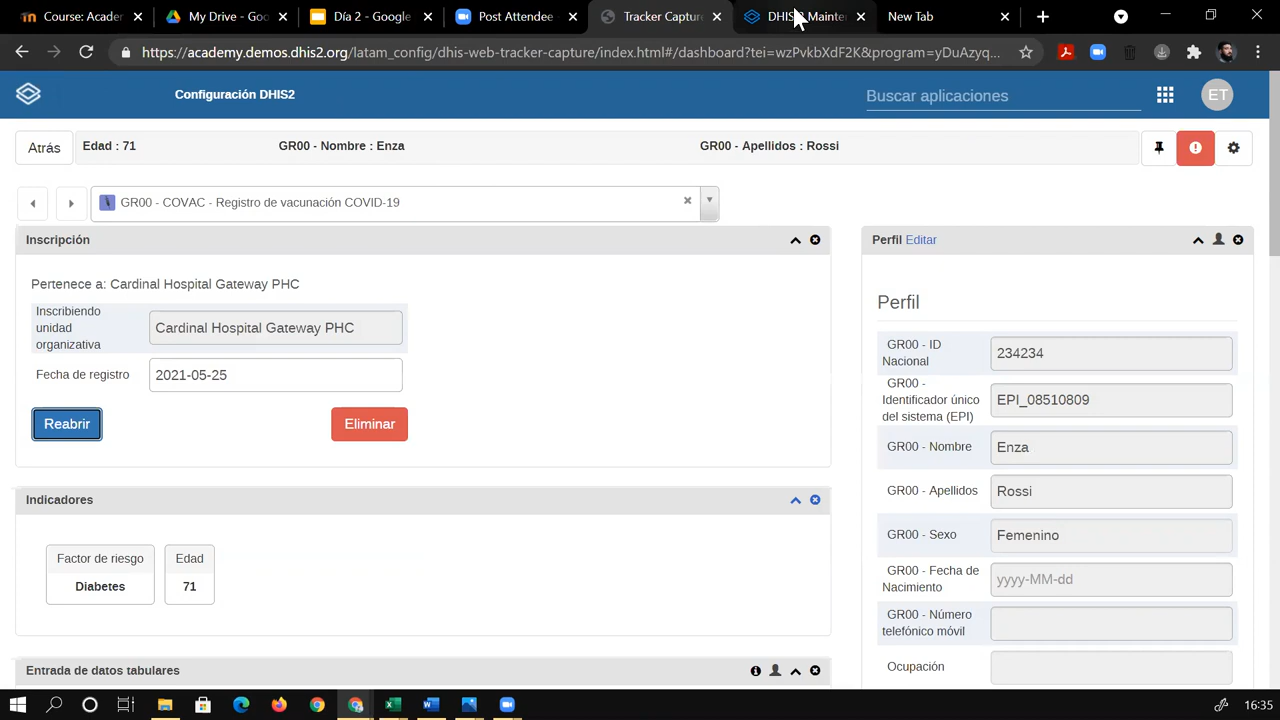 Course: Acader
My Drive - Goo
Día 2 - Google
Post Attendee
Tracker Capture
DHIS2 Mainten
New Tab
https://academy.demos.dhis2.org/latam_config/dhis-web-tracker-capture/index.html#/dashboard?tei=wzPvkbXdF2K&program=yDuAzyq...
Configuración DHIS2
Buscar aplicaciones
ET
Atrás
Edad : 71
GR00 - Nombre : Enza
GR00 - Apellidos : Rossi
GR00 - COVAC - Registro de vacunación COVID-19
Inscripción
Pertenece a: Cardinal Hospital Gateway PHC
Inscribiendo
unidad
organizativa
Cardinal Hospital Gateway PHC
Fecha de registro
2021-05-25
Reabrir
Eliminar
Indicadores
Factor de riesgo
Diabetes
Edad
71
Entrada de datos tabulares
Perfil Editar
Perfil
GR00 - ID
Nacional
234234
GR00 -
Identificador único
del sistema (EPI)
EPI_08510809
GR00 - Nombre
Enza
GR00 - Apellidos
Rossi
GR00 - Sexo
Femenino
GR00 - Fecha de
Nacimiento
yyyy-MM-dd
GR00 - Número
telefónico móvil
Ocupación
16:35